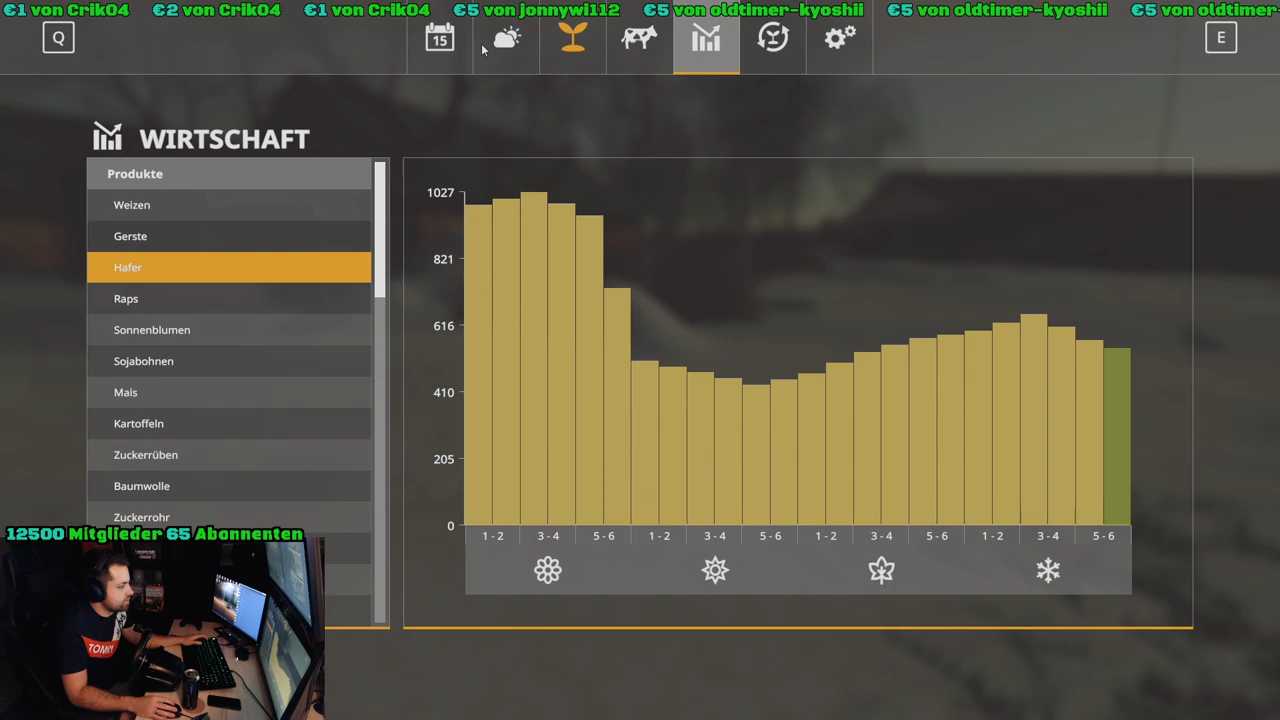 €1 von Crik04 €2 von Crik04 €1 von Crik04 €5 von jonnywi112 €5 von oldtimer-kyoshii €5 von oldtimer-kyoshii €5 von oldtimer-
Q
15
E
WIRTSCHAFT
Produkte
Weizen
Gerste
Hafer
Raps
Sonnenblumen
Sojabohnen
Mais
Kartoffeln
Zuckerrüben
Baumwolle
Zuckerrohr
1027
821
616
410
205
0
1 - 2 3 - 4 5 - 6 1 - 2 3 - 4 5 - 6 1 - 2 3 - 4 5 - 6 1 - 2 3 - 4 5 - 6
12500 Mitglieder 65 Abonnenten
TOMMY